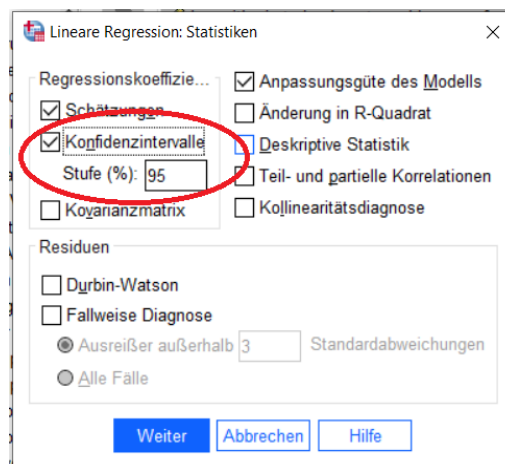 Lineare Regression: Statistiken
Regressionskoeffizie...
Schätzungen
Konfidenzintervalle
Stufe (%): 95
Kovarianzmatrix
Anpassungsgüte des Modells
Änderung in R-Quadrat
Deskriptive Statistik
Teil- und partielle Korrelationen
Kollinearitätsdiagnose
Residuen
Durbin-Watson
Fallweise Diagnose
Ausreißer außerhalb 3 Standardabweichungen
Alle Fälle
Weiter Abbrechen Hilfe